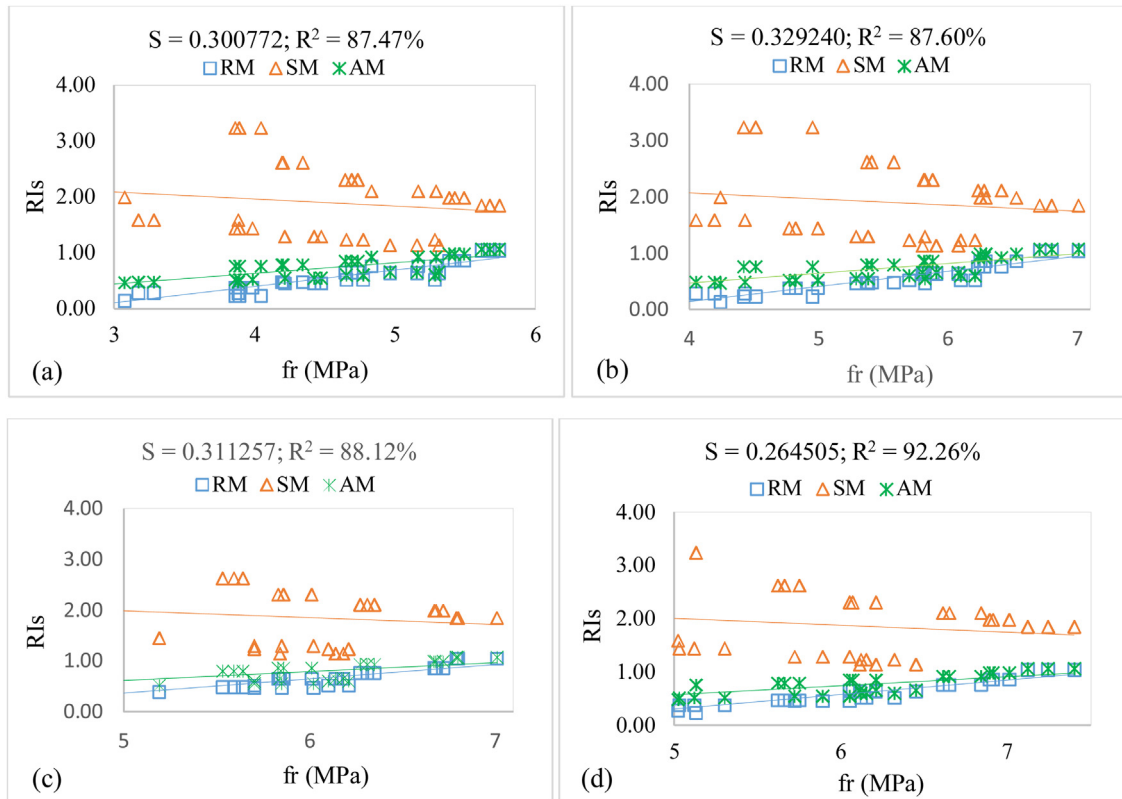 S = 0.300772; R² = 87.47%
RM SM AM
4.00
3.00
2.00
1.00
0.00
RIs
3 4 5 6
fr (MPa)
(a)
S = 0.329240; R² = 87.60%
RM SM AM
4.00
3.00
2.00
1.00
0.00
RIs
4 5 6 7
fr (MPa)
(b)
S = 0.311257; R² = 88.12%
RM SM AM
4.00
3.00
2.00
1.00
0.00
RIs
5 6 7
fr (MPa)
(c)
S = 0.264505; R² = 92.26%
RM SM AM
4.00
3.00
2.00
1.00
0.00
RIs
5 6 7
fr (MPa)
(d)